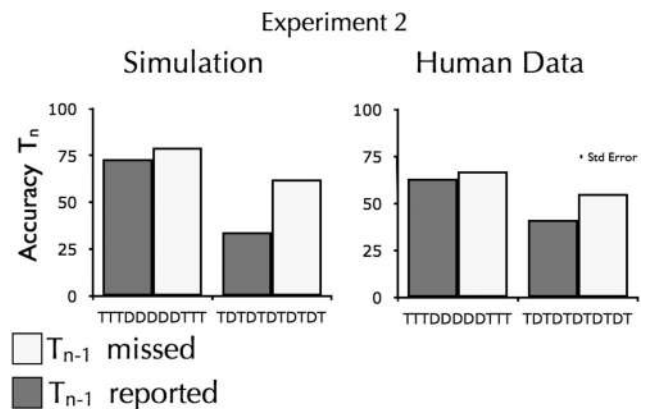 Experiment 2
Simulation
Human Data
Accuracy Tn
100
75
50
25
0
TTTDDDDDTTT
TDTDTDTDTDT
100
75
50
25
0
Std Error
TTTDDDDDTTT
TDTDTDTDTDT
Tn-1 missed
Tn-1 reported